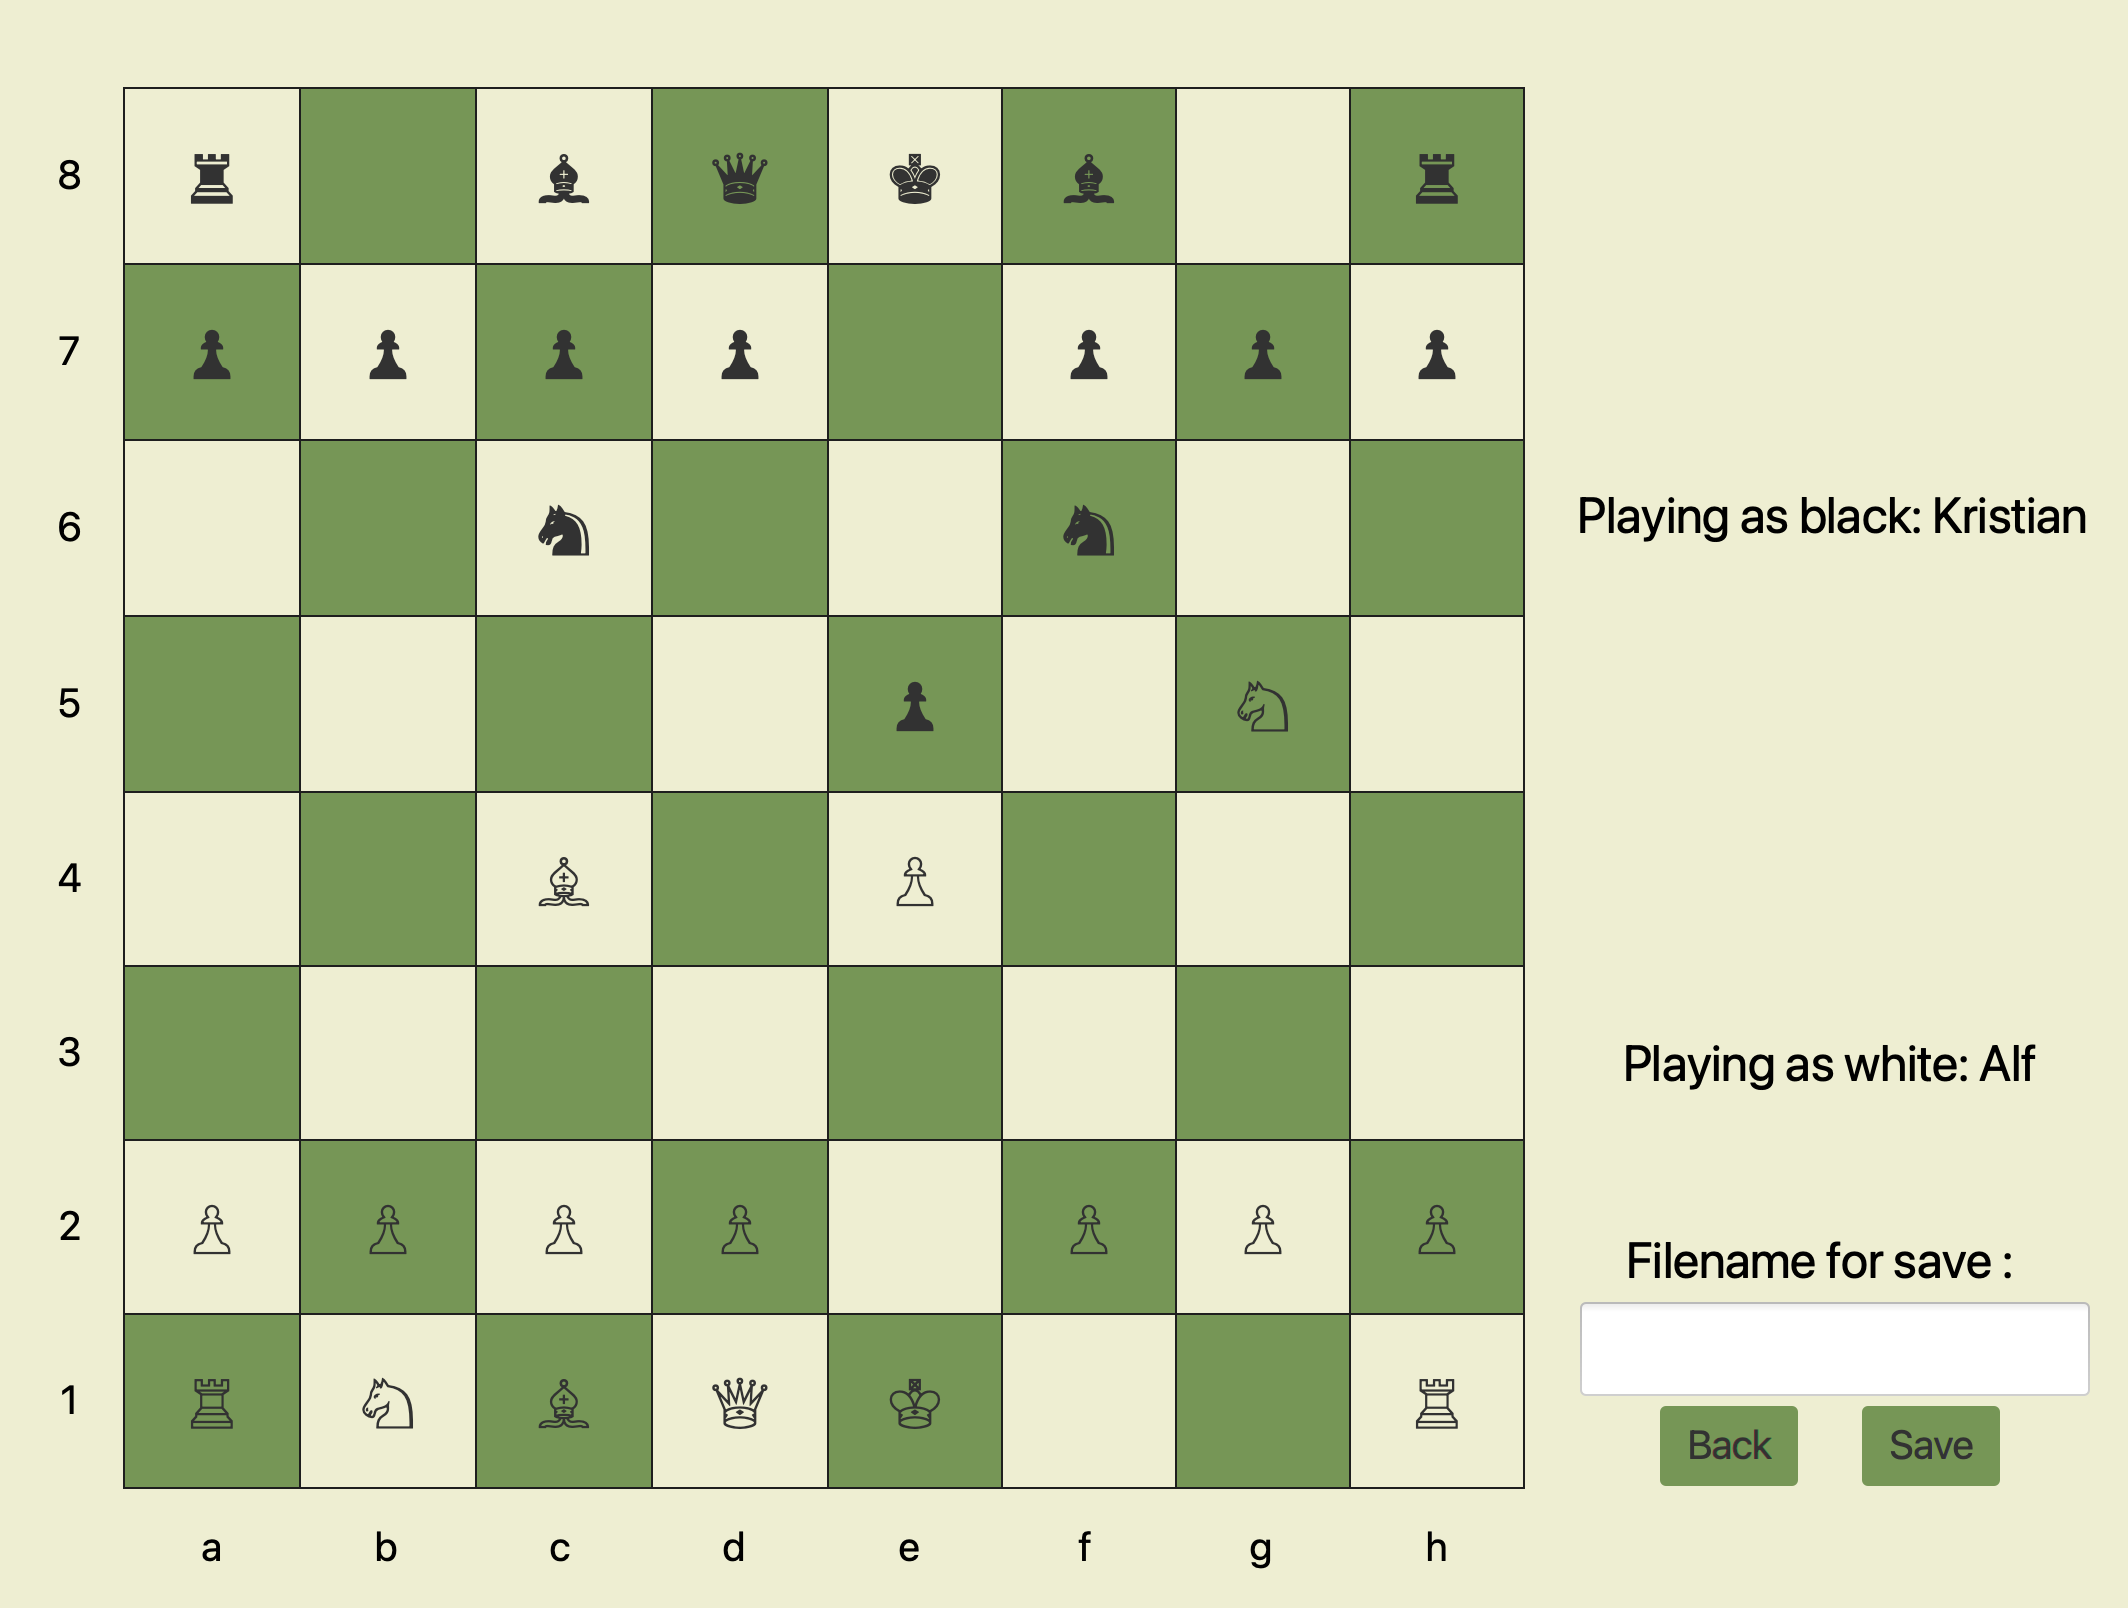 8
7
6
Playing as black: Kristian
5
4
3
Playing as white: Alf
2
Filename for save :
1
Back Save
a b c d e f g h